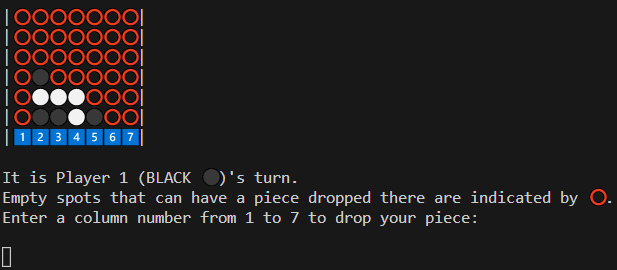 | ⭕⭕⭕⭕⭕⭕⭕|
| ⭕⭕⭕⭕⭕⭕⭕|
| ⭕⭕⭕⭕⭕⭕⭕|
| ⭕⚫⭕⭕⭕⭕⭕|
| ⭕⚪⚪⚪⭕⭕⭕|
| ⭕⚫⚫⚪⚫⭕⭕|
| 1 2 3 4 5 6 7 |
It is Player 1 (BLACK ⚫)'s turn.
Empty spots that can have a piece dropped there are indicated by ⭕.
Enter a column number from 1 to 7 to drop your piece: